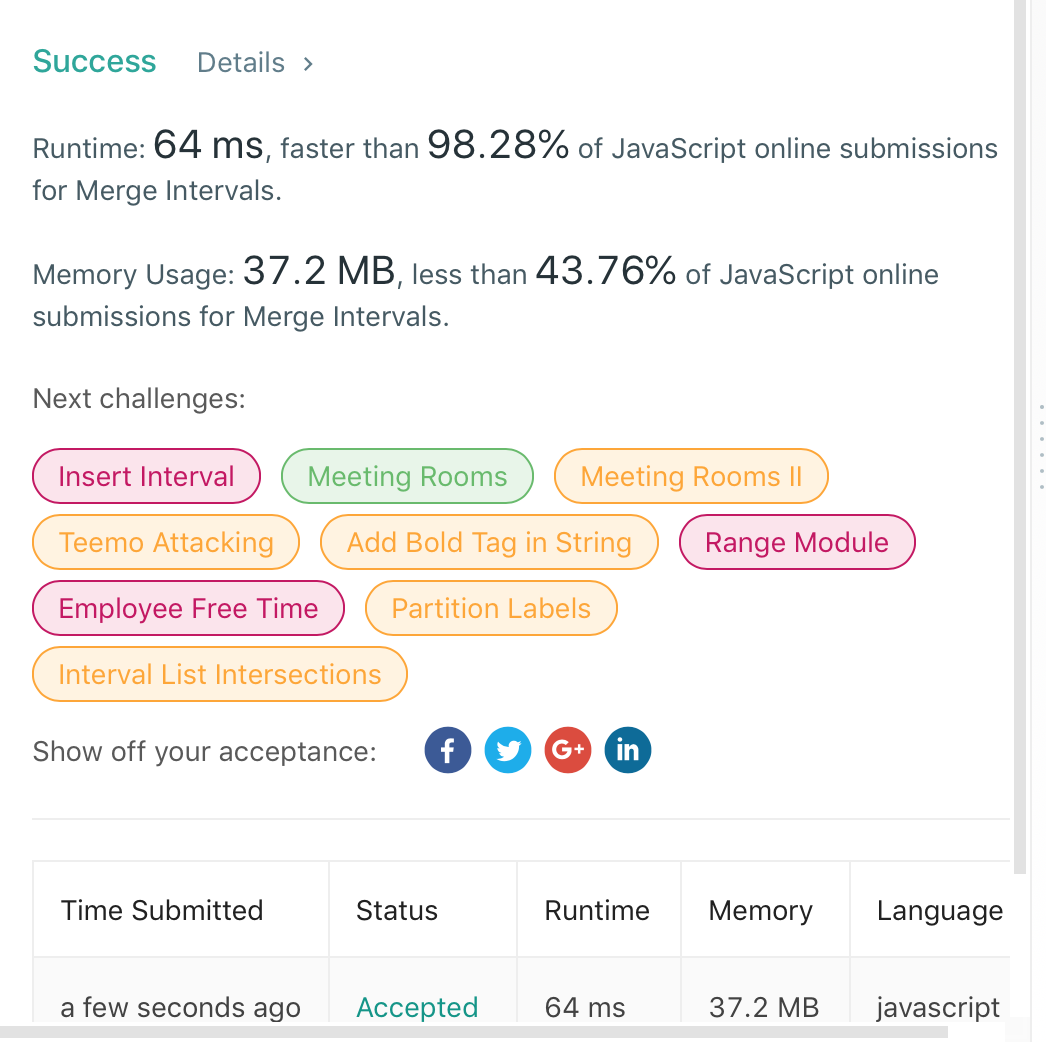 Success Details >
Runtime: 64 ms, faster than 98.28% of JavaScript online submissions
for Merge Intervals.
Memory Usage: 37.2 MB, less than 43.76% of JavaScript online
submissions for Merge Intervals.
Next challenges:
Insert Interval Meeting Rooms Meeting Rooms II
Teemo Attacking Add Bold Tag in String Range Module
Employee Free Time Partition Labels
Interval List Intersections
Show off your acceptance: f G+ in
Time Submitted Status Runtime Memory Language
a few seconds ago Accepted 64 ms 37.2 MB javascript